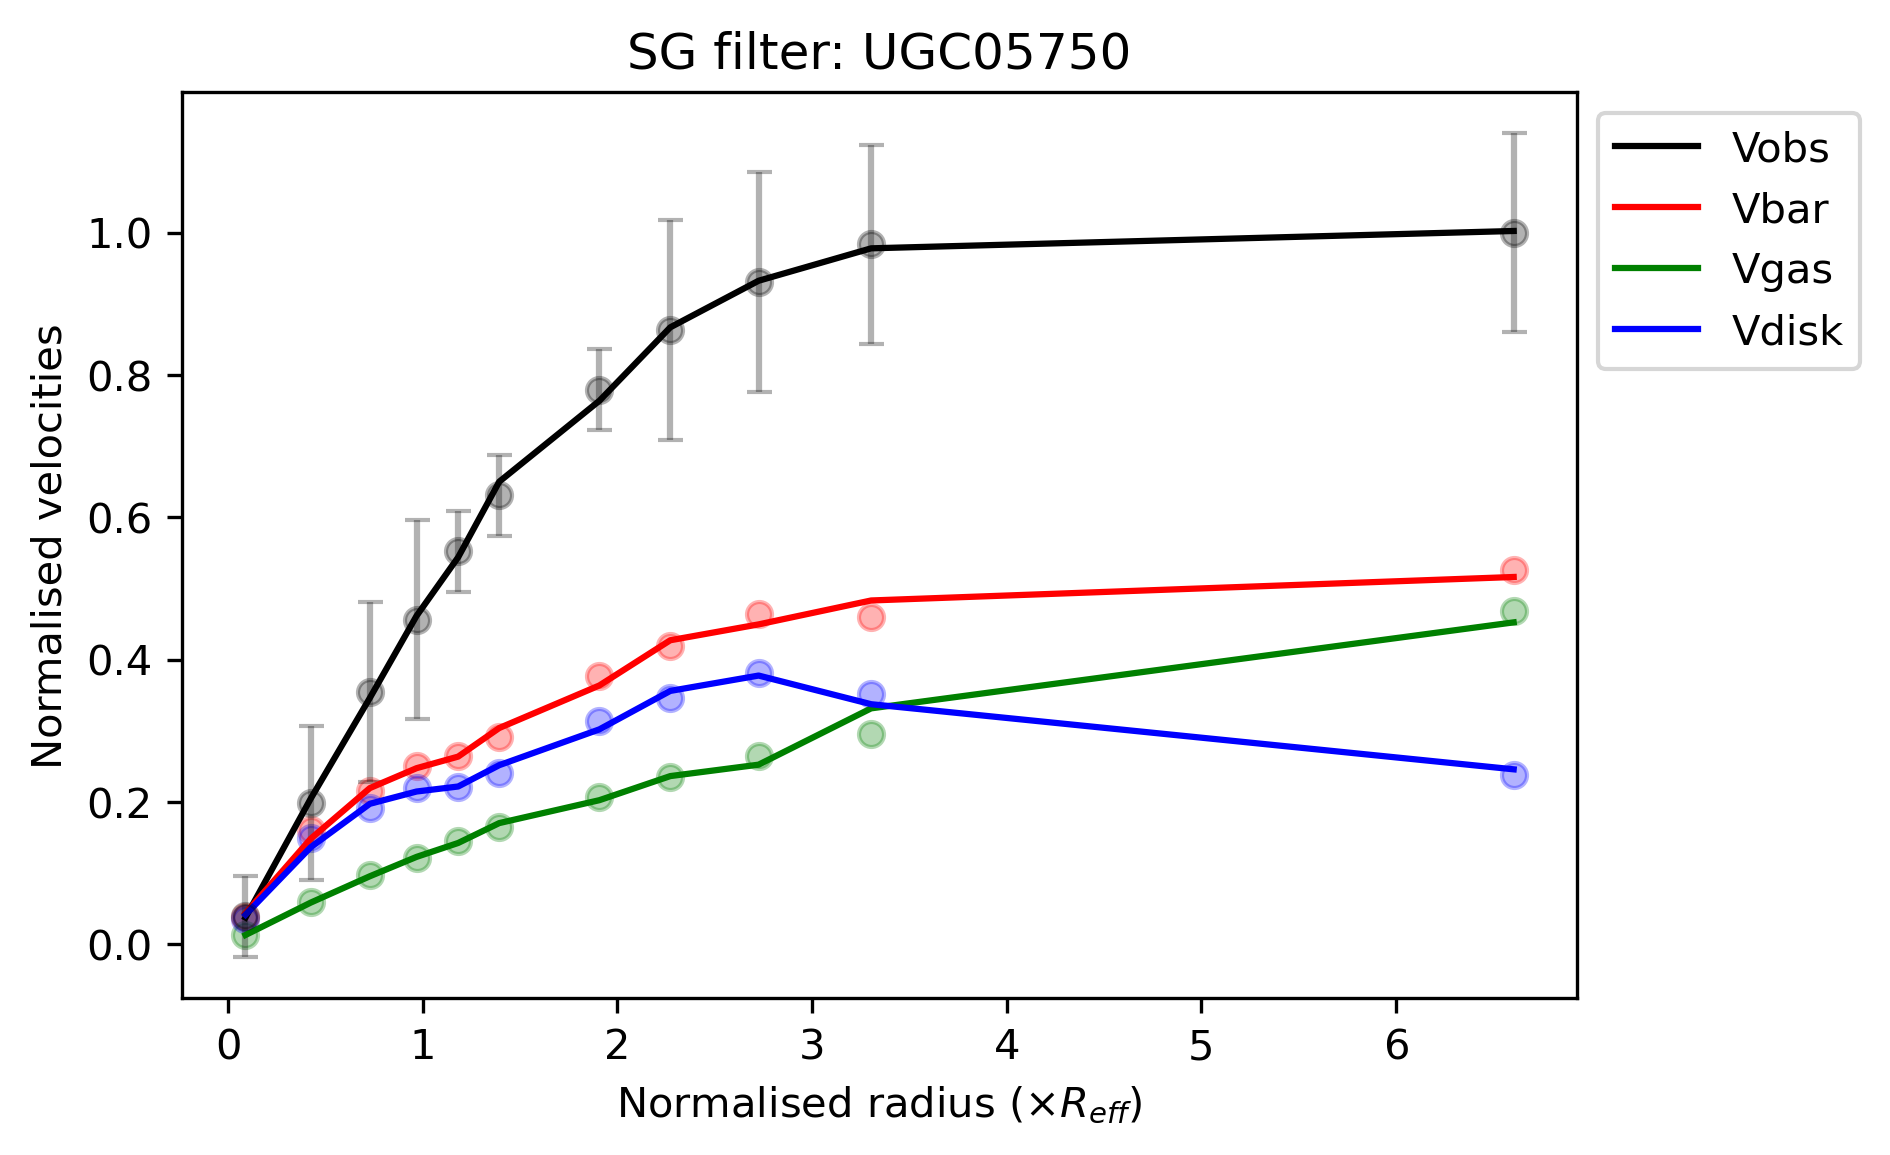 SG filter: UGC05750
Vobs
Vbar
Vgas
Vdisk
Normalised velocities
1.0
0.8
0.6
0.4
0.2
0.0
0 1 2 3 4 5 6
Normalised radius (×R_eff)